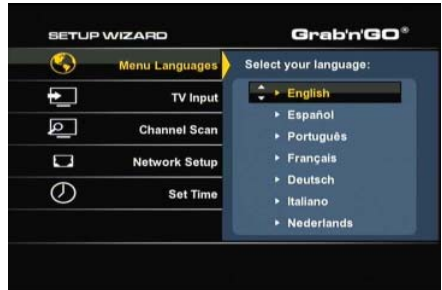 SETUP WIZARD
Grab'n'GO®
Menu Languages
TV Input
Channel Scan
Network Setup
Set Time
Select your language:
English
Español
Português
Français
Deutsch
Italiano
Nederlands